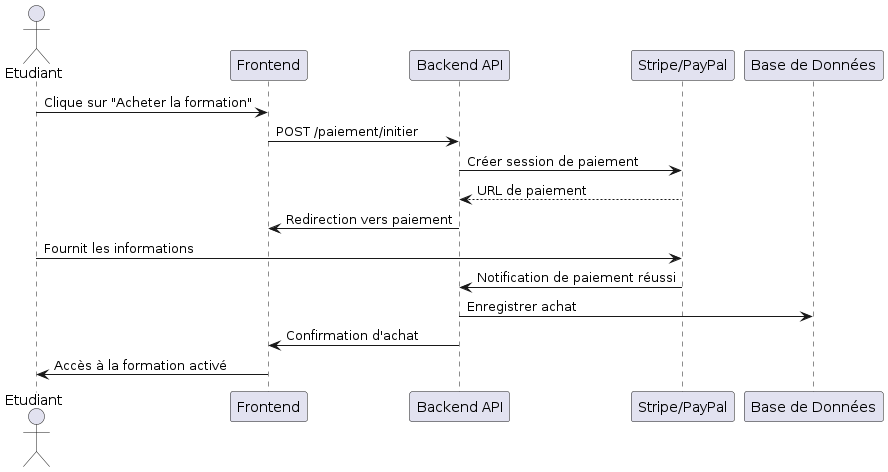 Etudiant
Frontend
Backend API
Stripe/PayPal
Base de Données
Clique sur "Acheter la formation"
POST /paiement/initier
Créer session de paiement
URL de paiement
Redirection vers paiement
Fournit les informations
Notification de paiement réussi
Enregistrer achat
Confirmation d'achat
Accès à la formation activé
Etudiant
Frontend
Backend API
Stripe/PayPal
Base de Données